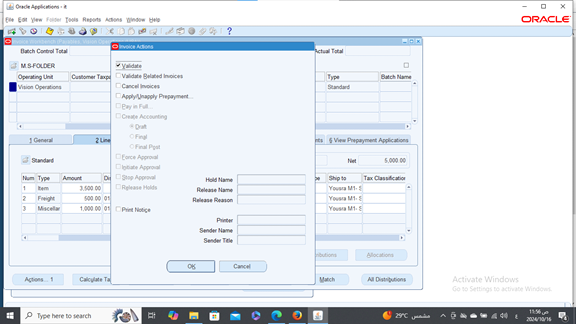 Oracle Applications - it
File Edit View Folder Tools Reports Actions Window Help
ORACLE
Batch Control Total
Actual Total
M.S-FOLDER
Operating Unit Customer Taxpa Type Batch Name
Vision Operations Standard
1 General 2 Line nts 5 View Prepayment Applications
Standard Net 5,000.00
Num Type Amount Di Ship to Tax Classification
1 Item 3,500.00 Yousra M1- S
2 Freight 500.00 01 Yousra M1- S
3 Miscellar 1,000.00 01 Yousra M1- S
Invoice Actions
Validate
Validate Related Invoices
Cancel Invoices
Apply/Unapply Prepayment...
Pay in Full...
Create Accounting
Draft
Final
Final Post
Force Approval
Initiate Approval
Stop Approval
Release Holds
Hold Name
Release Name
Release Reason
Print Notice
Printer
Sender Name
Sender Title
OK Cancel
tributions Allocations
Actions... 1 Calculate Ta Match All Distributions
Activate Windows
Go to Settings to activate Windows.
Type here to search
29°C مشمس
ع
11:56 ص
2024/10/16